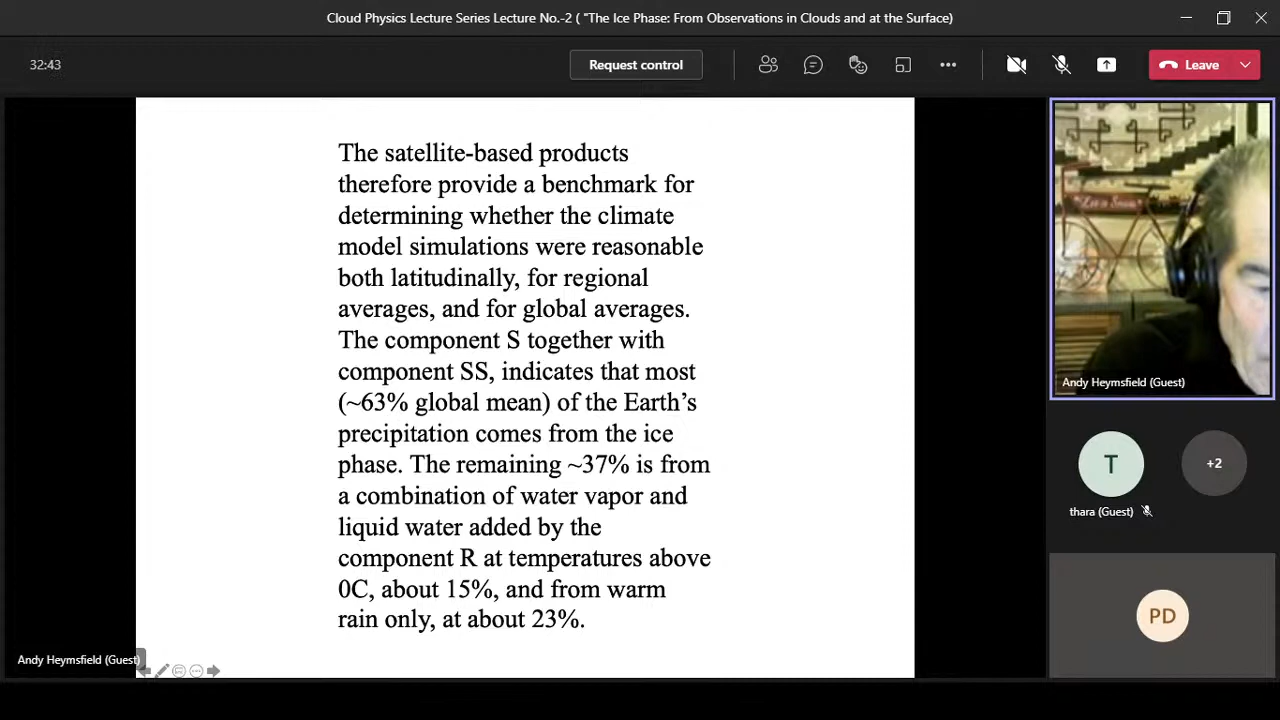 Cloud Physics Lecture Series Lecture No.-2 ( "The Ice Phase: From Observations in Clouds and at the Surface)
32:43
Request control
Leave
The satellite-based products
therefore provide a benchmark for
determining whether the climate
model simulations were reasonable
both latitudinally, for regional
averages, and for global averages.
The component S together with
component SS, indicates that most
(~63% global mean) of the Earth’s
precipitation comes from the ice
phase. The remaining ~37% is from
a combination of water vapor and
liquid water added by the
component R at temperatures above
0C, about 15%, and from warm
rain only, at about 23%.
Andy Heymsfield (Guest)
T
+2
thara (Guest)
PD
Andy Heymsfield (Guest)